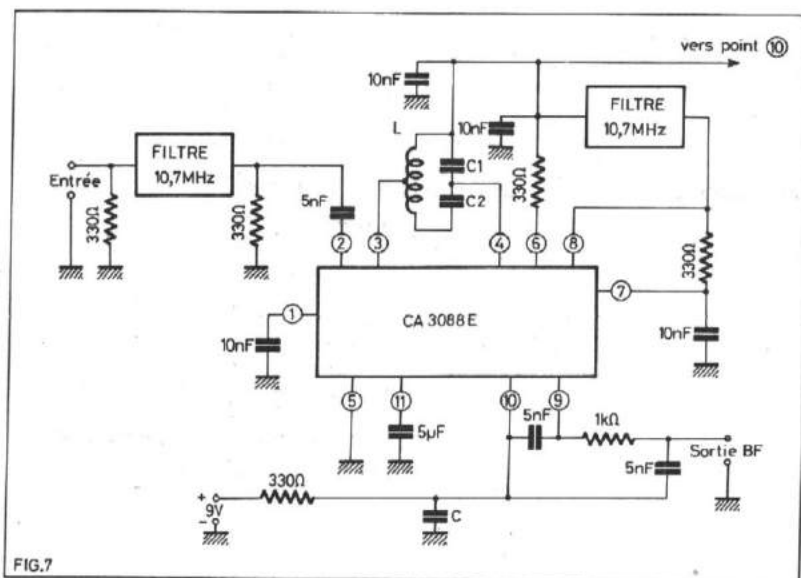 vers point ⑩
10nF
L
10nF
FILTRE
10,7MHz
FILTRE
10,7MHz
C1
C2
Entrée
330Ω
330Ω
5nF
330Ω
330Ω
②
③
④
⑥
⑧
⑦
①
CA 3088E
10nF
10nF
⑤
⑪
⑩
⑨
5nF
1kΩ
5µF
5nF
Sortie BF
330Ω
+
9V
-
C
FIG.7